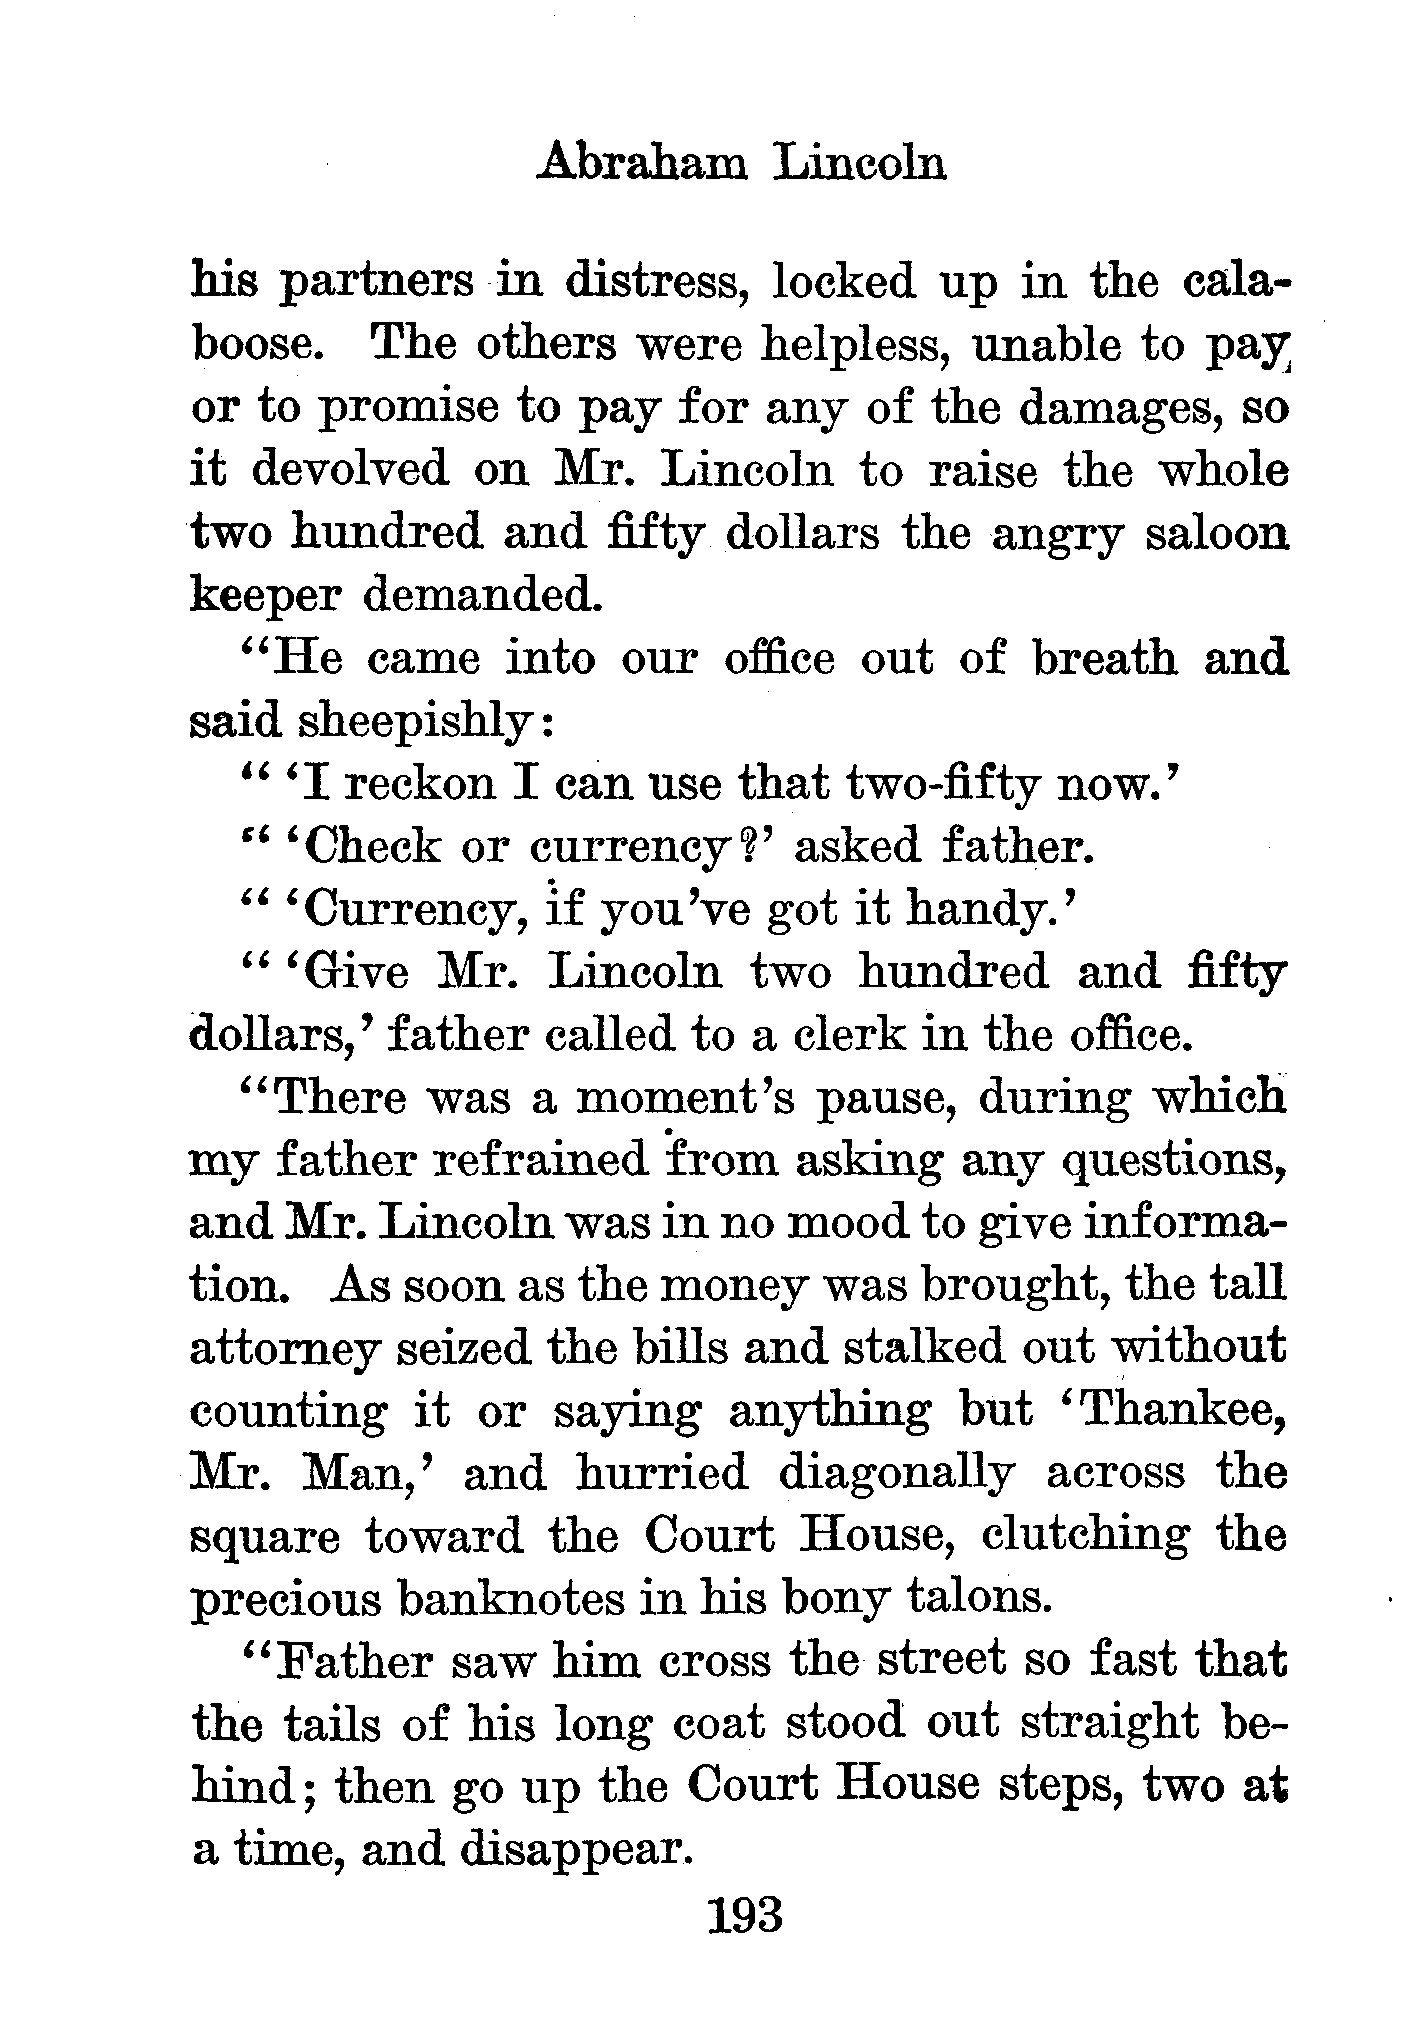 Abraham Lincoln
his partners in distress, locked up in the cala-
boose. The others were helpless, unable to pay,
or to promise to pay for any of the damages, so
it devolved on Mr. Lincoln to raise the whole
two hundred and fifty dollars the angry saloon
keeper demanded.
“He came into our office out of breath and
said sheepishly:
“ ‘I reckon I can use that two-fifty now.’
“ ‘Check or currency?’ asked father.
“ ‘Currency, if you’ve got it handy.’
“ ‘Give Mr. Lincoln two hundred and fifty
dollars,’ father called to a clerk in the office.
“There was a moment’s pause, during which
my father refrained from asking any questions,
and Mr. Lincoln was in no mood to give informa-
tion. As soon as the money was brought, the tall
attorney seized the bills and stalked out without
counting it or saying anything but ‘Thankee,
Mr. Man,’ and hurried diagonally across the
square toward the Court House, clutching the
precious banknotes in his bony talons.
“Father saw him cross the street so fast that
the tails of his long coat stood out straight be-
hind; then go up the Court House steps, two at
a time, and disappear.
193